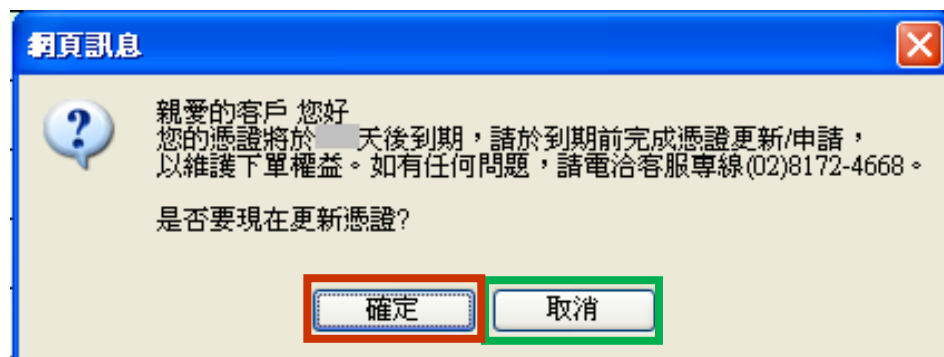 網頁訊息
親愛的客戶 您好
您的憑證將於 天後到期，請於到期前完成憑證更新/申請，
以維護下單權益。如有任何問題，請電洽客服專線(02)8172-4668。
是否要現在更新憑證?
確定 取消